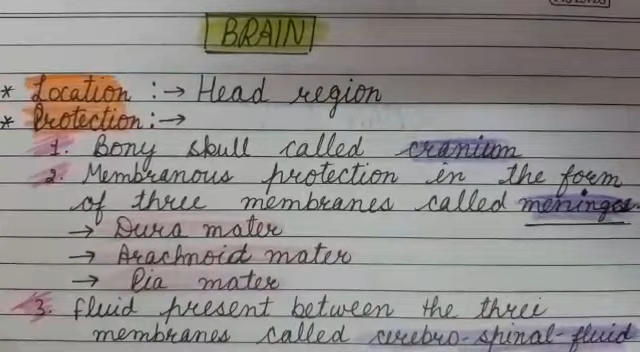 BRAIN
* Location :→ Head region
* Protection :→
1. Bony skull called cranium
2. Membranous protection in the form
of three membranes called meninges.
→ Dura mater
→ Arachnoid mater
→ Pia mater
3. fluid present between the three
membranes called cerebro-spinal-fluid